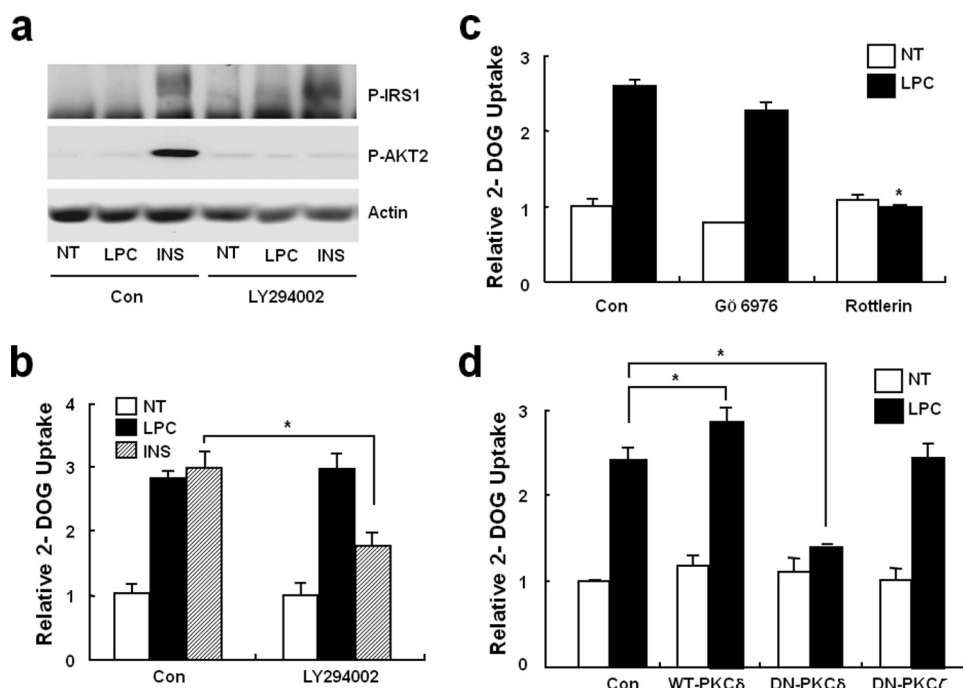 a
P-IRS1
P-AKT2
Actin
NT LPC INS NT LPC INS
Con LY294002
b
Relative 2- DOG Uptake
4
3
2
1
0
NT
LPC
INS
*
Con LY294002
c
Relative 2- DOG Uptake
3
2
1
0
NT
LPC
*
Con Gö 6976 Rottlerin
d
Relative 2- DOG Uptake
3
2
1
0
NT
LPC
*
*
Con WT-PKCδ DN-PKCδ DN-PKCζ